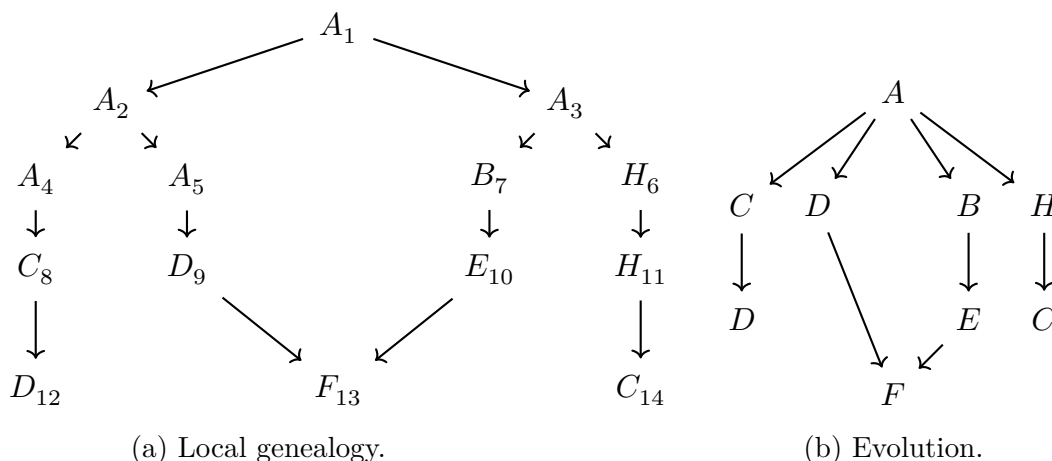 A₁
A₂ A₃
A
A₄ A₅ B₇ H₆
C D B H
C₈ D₉ E₁₀ H₁₁
D E C
D₁₂ F₁₃ C₁₄
F
(a) Local genealogy.
(b) Evolution.